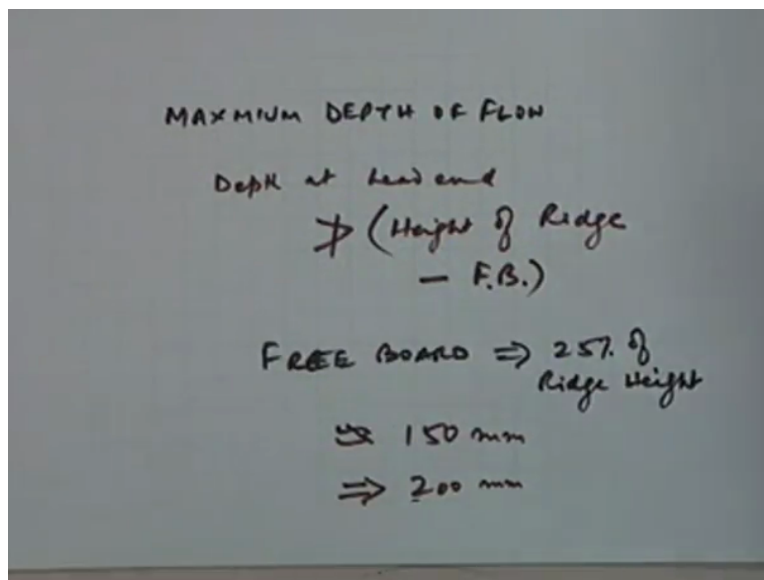 MAXMIUM DEPTH OF FLOW
Depth at head end
≯ (Height of Ridge
– F.B.)
FREE BOARD ⇒ 25% of
Ridge Height
150 mm
⇒ 200 mm